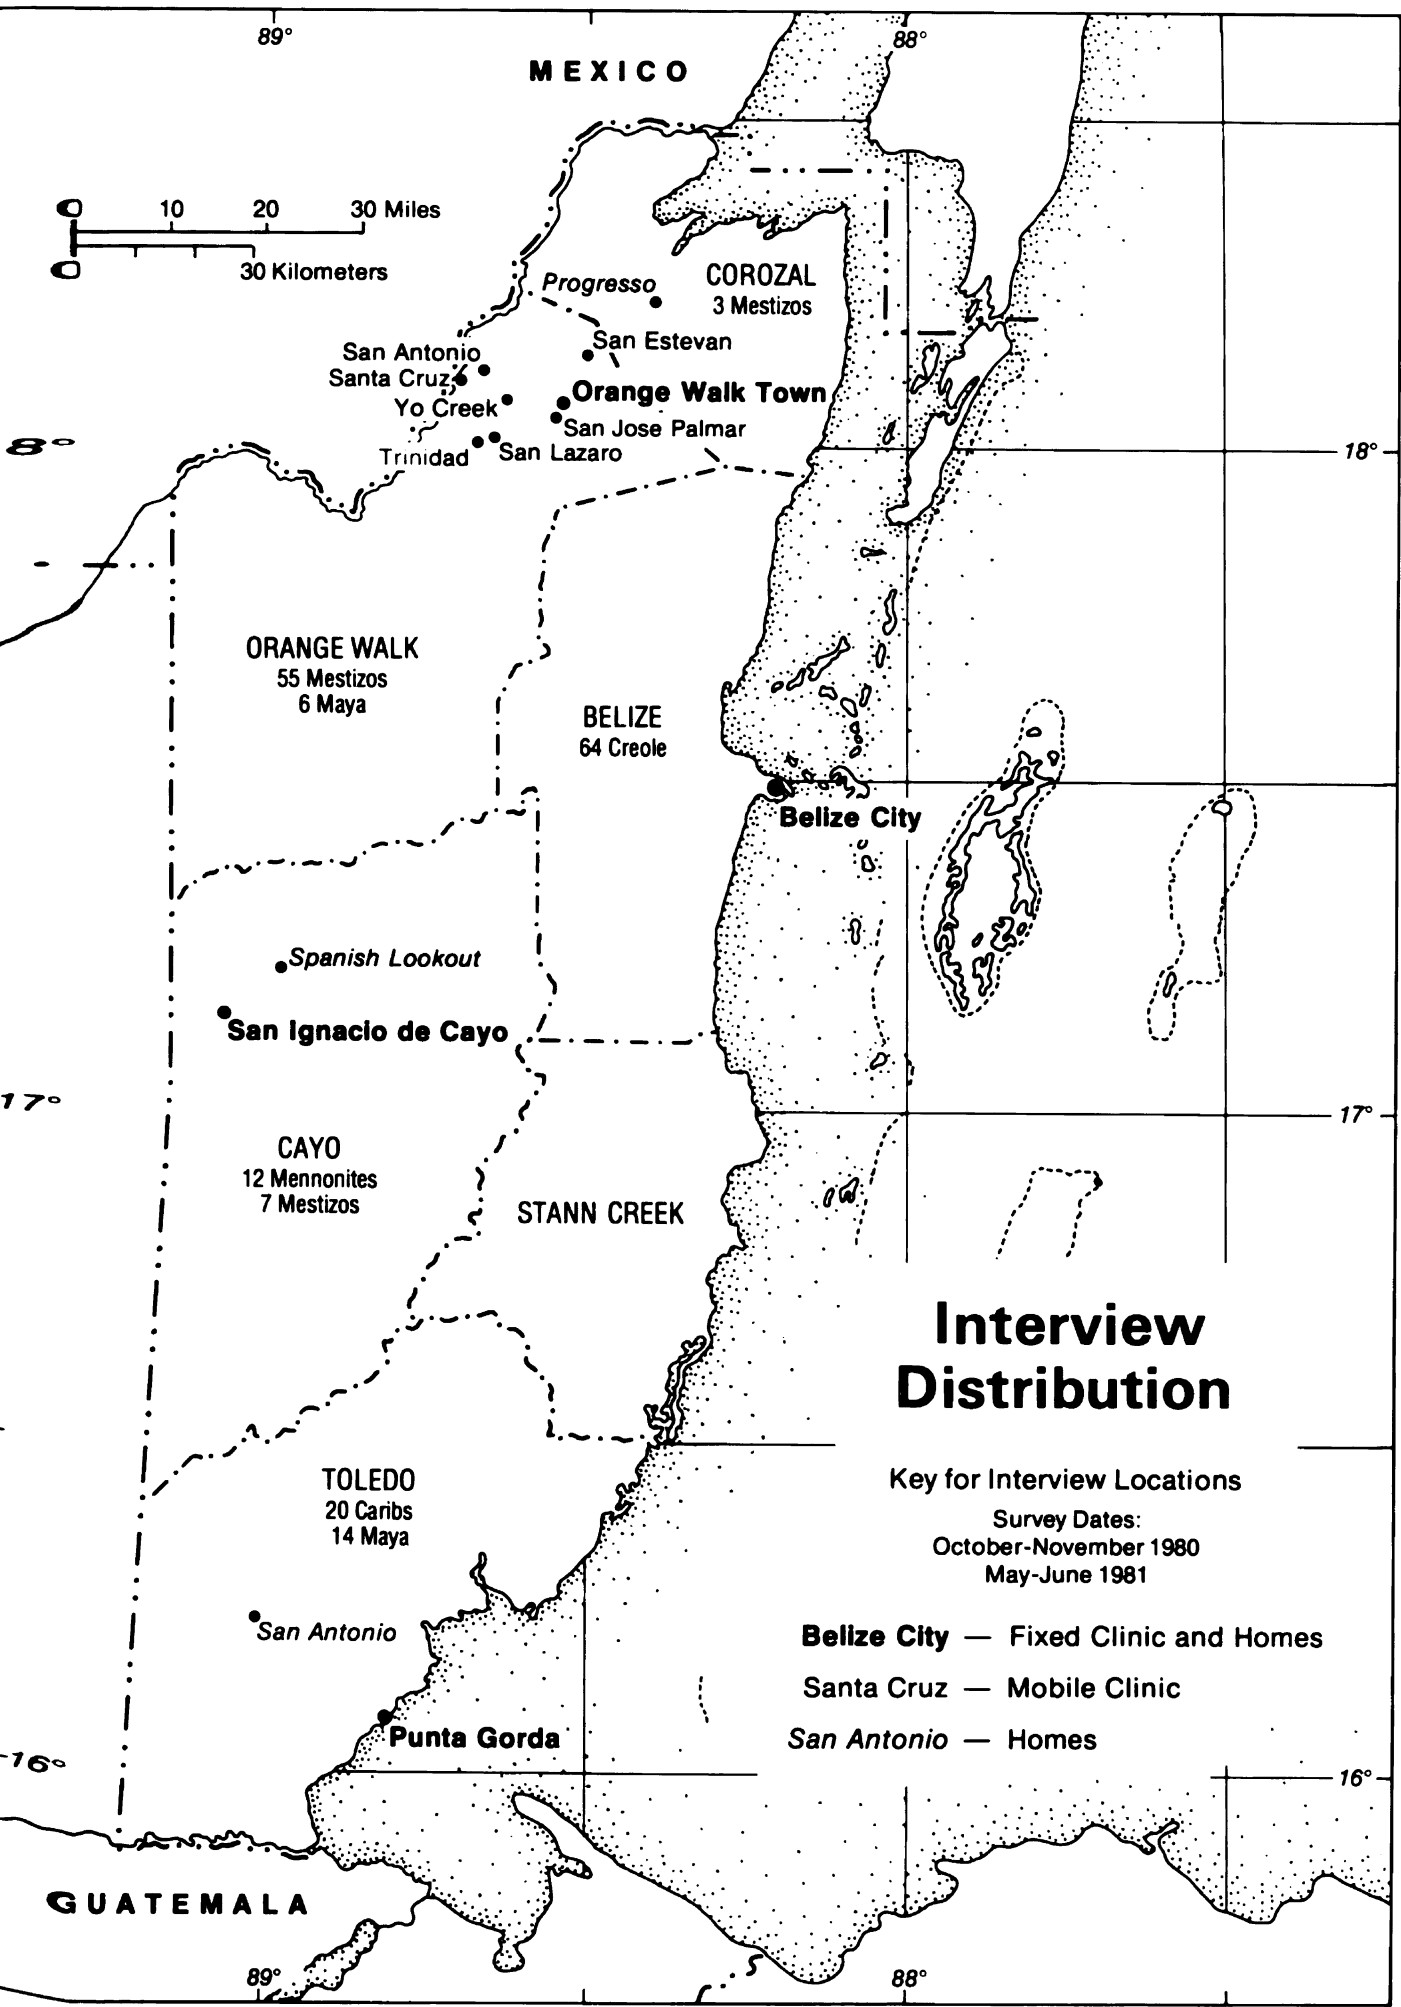 89°
88°
MEXICO
0 10 20 30 Miles
0 30 Kilometers
Progresso
COROZAL
3 Mestizos
San Estevan
San Antonio
Santa Cruz
Orange Walk Town
Yo Creek
San Jose Palmar
8°
18°
Trinidad
San Lazaro
ORANGE WALK
55 Mestizos
6 Maya
BELIZE
64 Creole
Belize City
Spanish Lookout
San Ignacio de Cayo
17°
17°
CAYO
12 Mennonites
7 Mestizos
STANN CREEK
Interview
Distribution
TOLEDO
20 Caribs
14 Maya
Key for Interview Locations
Survey Dates:
October-November 1980
May-June 1981
San Antonio
Belize City — Fixed Clinic and Homes
Santa Cruz — Mobile Clinic
San Antonio — Homes
Punta Gorda
16°
16°
GUATEMALA
89°
88°